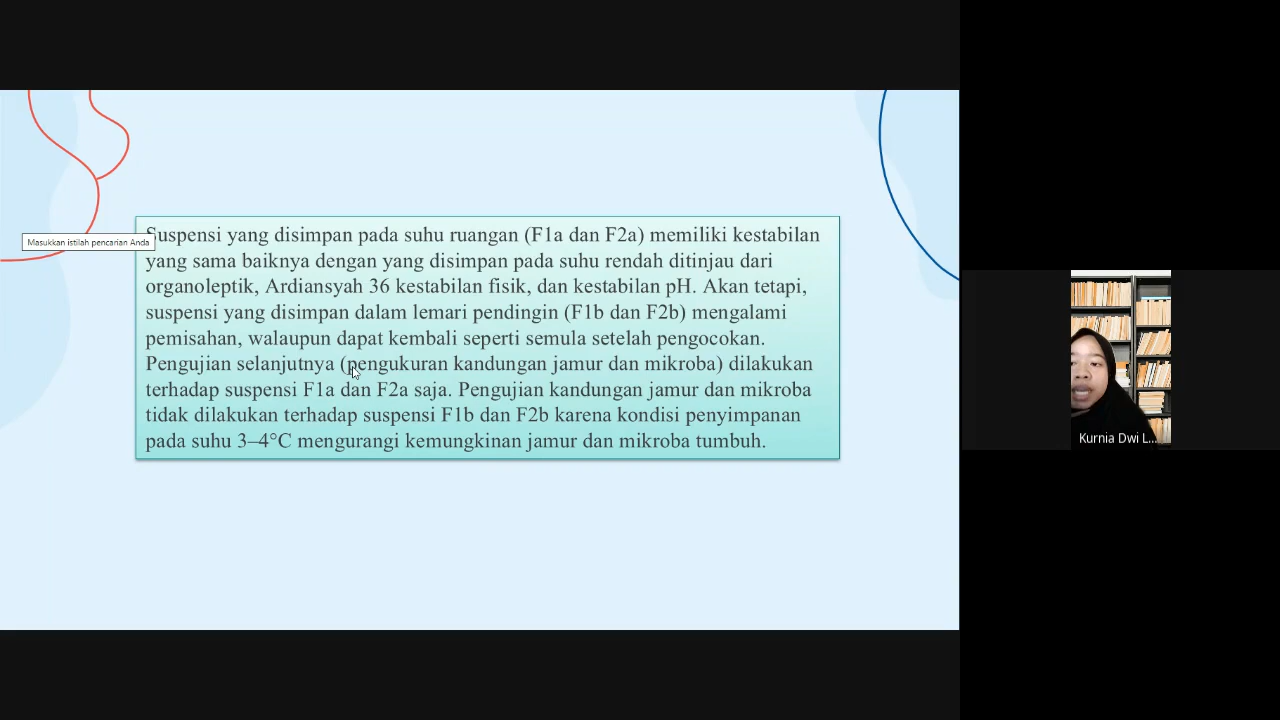 Masukkan istilah pencarian Anda
Suspensi yang disimpan pada suhu ruangan (F1a dan F2a) memiliki kestabilan
yang sama baiknya dengan yang disimpan pada suhu rendah ditinjau dari
organoleptik, Ardiansyah 36 kestabilan fisik, dan kestabilan pH. Akan tetapi,
suspensi yang disimpan dalam lemari pendingin (F1b dan F2b) mengalami
pemisahan, walaupun dapat kembali seperti semula setelah pengocokan.
Pengujian selanjutnya (pengukuran kandungan jamur dan mikroba) dilakukan
terhadap suspensi F1a dan F2a saja. Pengujian kandungan jamur dan mikroba
tidak dilakukan terhadap suspensi F1b dan F2b karena kondisi penyimpanan
pada suhu 3–4°C mengurangi kemungkinan jamur dan mikroba tumbuh.
Kurnia Dwi L...